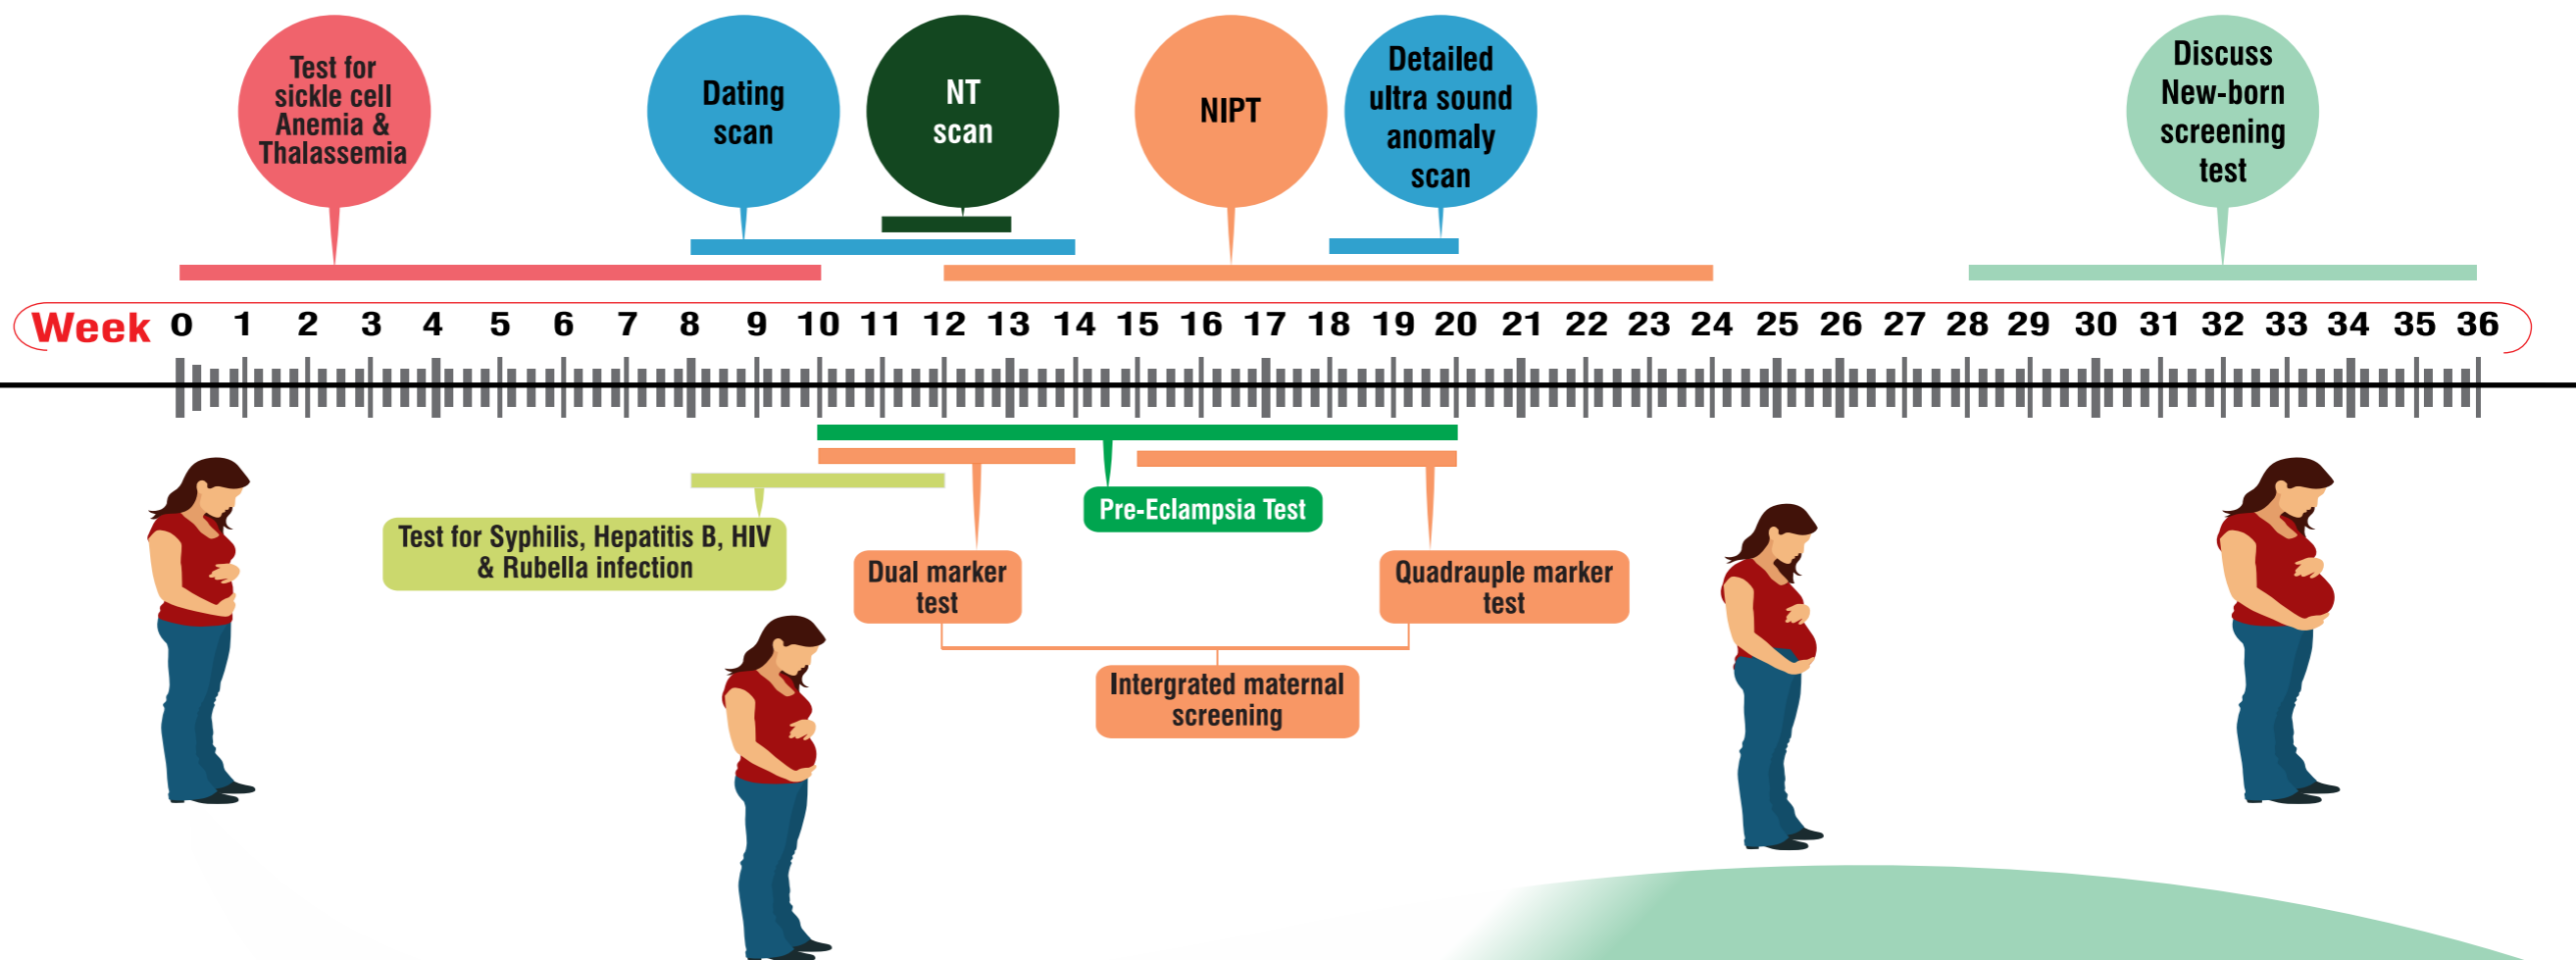 Test for
sickle cell
Anemia &
Thalassemia
Dating
scan
NT
scan
NIPT
Detailed
ultra sound
anomaly
scan
Discuss
New-born
screening
test
Week 0 1 2 3 4 5 6 7 8 9 10 11 12 13 14 15 16 17 18 19 20 21 22 23 24 25 26 27 28 29 30 31 32 33 34 35 36
Test for Syphilis, Hepatitis B, HIV
& Rubella infection
Pre-Eclampsia Test
Dual marker
test
Quadrauple marker
test
Intergrated maternal
screening